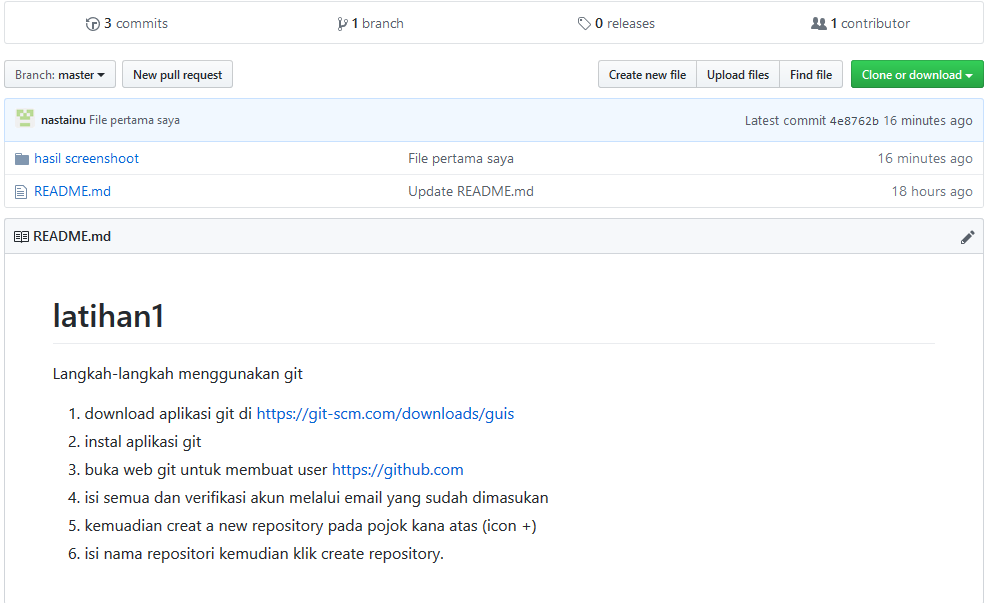 3 commits 1 branch 0 releases 1 contributor
Branch: master New pull request Create new file Upload files Find file Clone or download
nastainu File pertama saya Latest commit 4e8762b 16 minutes ago
hasil screenshoot File pertama saya 16 minutes ago
README.md Update README.md 18 hours ago
README.md
latihan1
Langkah-langkah menggunakan git
1. download aplikasi git di https://git-scm.com/downloads/guis
2. instal aplikasi git
3. buka web git untuk membuat user https://github.com
4. isi semua dan verifikasi akun melalui email yang sudah dimasukan
5. kemuadian creat a new repository pada pojok kana atas (icon +)
6. isi nama repositori kemudian klik create repository.